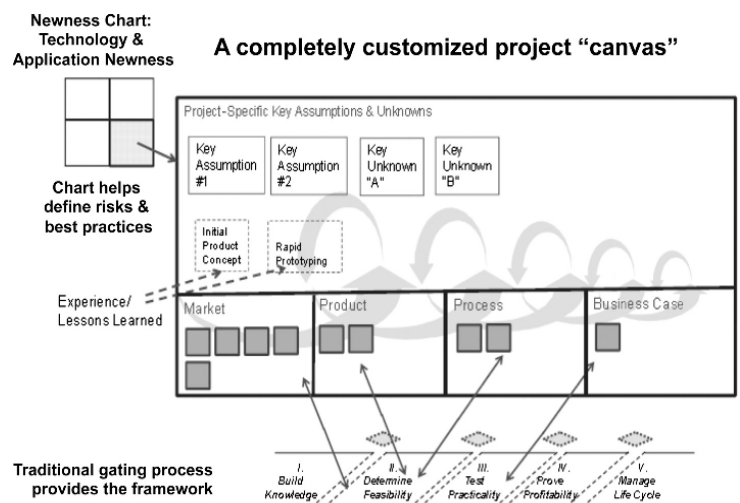 Newness Chart:
Technology &
Application Newness
A completely customized project “canvas”
Project-Specific Key Assumptions & Unknowns
Key
Assumption
#1
Key
Assumption
#2
Key
Unknown
"A"
Key
Unknown
"B"
Chart helps
define risks &
best practices
Initial
Product
Concept
Rapid
Prototyping
Experience/
Lessons Learned
Market
Product
Process
Business Case
Traditional gating process
provides the framework
I.
Build
Knowledge
II.
Determine
Feasibility
III.
Test
Practicality
IV.
Prove
Profitability
V.
Manage
Life Cycle